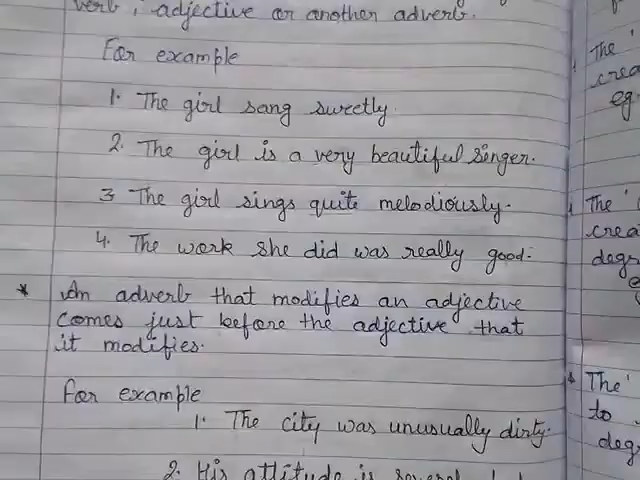 verb, adjective or another adverb.
For example
1. The girl sang sweetly.
2. The girl is a very beautiful singer.
3 The girl sings quite melodiously.
4. The work she did was really good.
* An adverb that modifies an adjective
comes just before the adjective that
it modifies.
For example
1. The city was unusually dirty.
2. His attitude is
The
crea
eg
The
crea
degr
The
to
deg